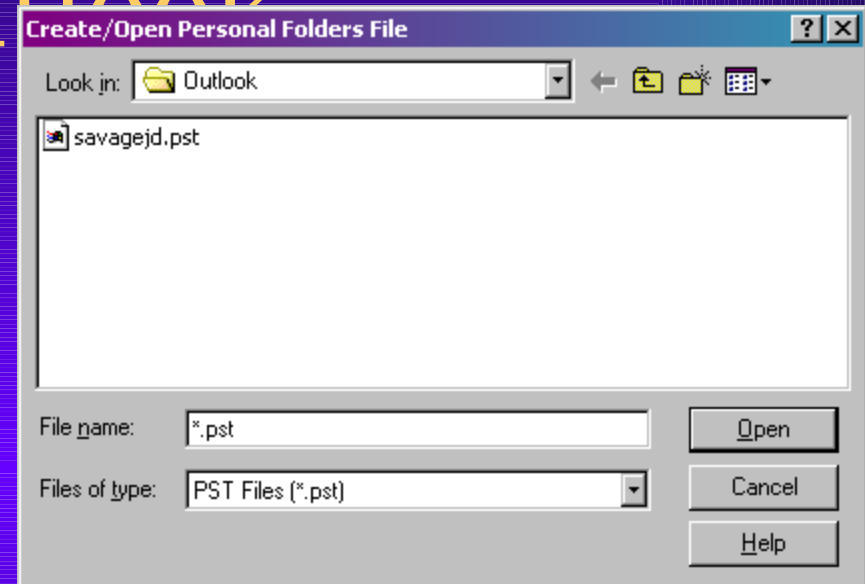 Create/Open Personal Folders File
Look in: Outlook
savagejd.pst
File name: *.pst Open
Files of type: PST Files (*.pst) Cancel
Help